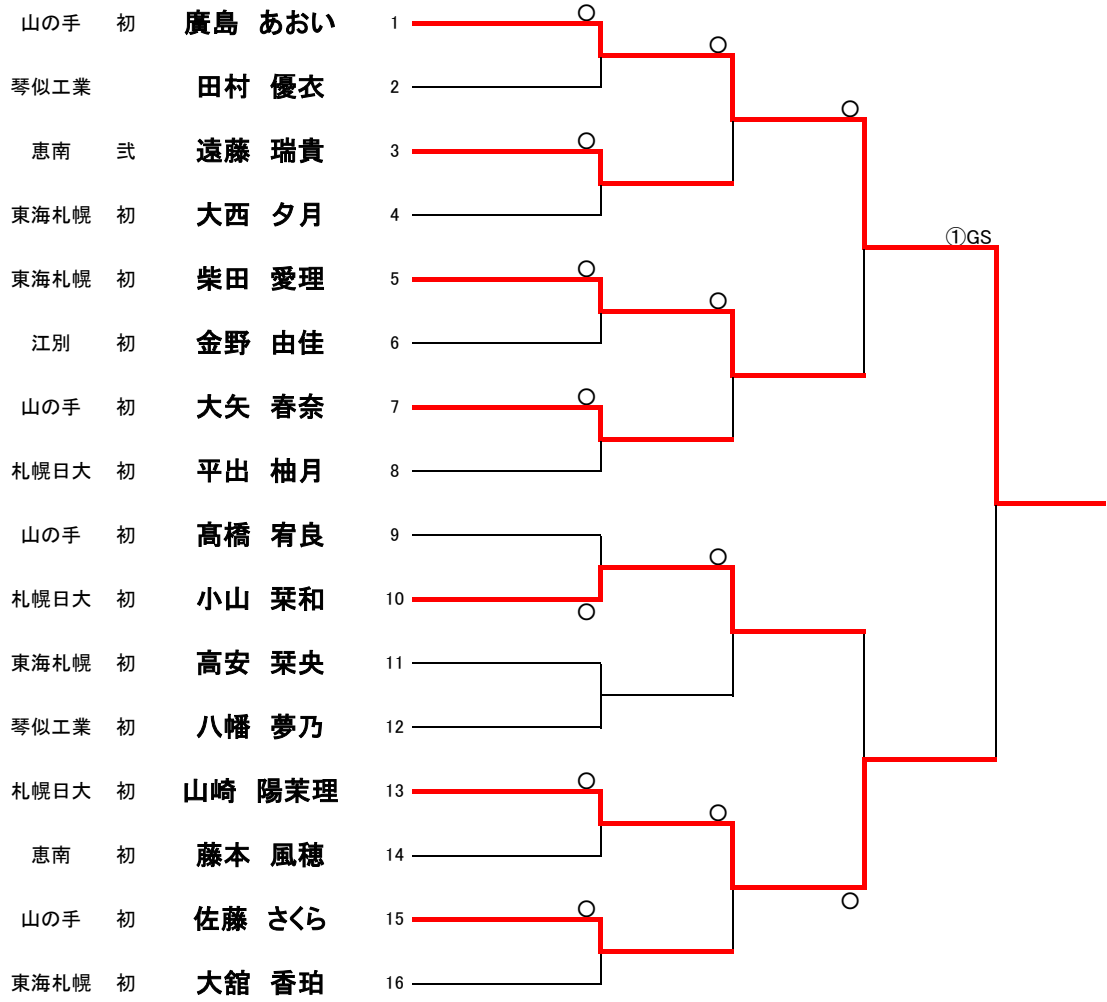 山の手 初 廣島 あおい 1 ○
○
琴似工業 田村 優衣 2
○
恵南 弐 遠藤 瑞貴 3 ○
東海札幌 初 大西 夕月 4
①GS
東海札幌 初 柴田 愛理 5 ○
○
江別 初 金野 由佳 6
山の手 初 大矢 春奈 7 ○
札幌日大 初 平出 柚月 8
山の手 初 髙橋 宥良 9
○
札幌日大 初 小山 栞和 10 ○
東海札幌 初 高安 栞央 11
琴似工業 初 八幡 夢乃 12
札幌日大 初 山崎 陽茉理 13 ○
○
恵南 初 藤本 風穂 14
○
山の手 初 佐藤 さくら 15 ○
東海札幌 初 大舘 香珀 16